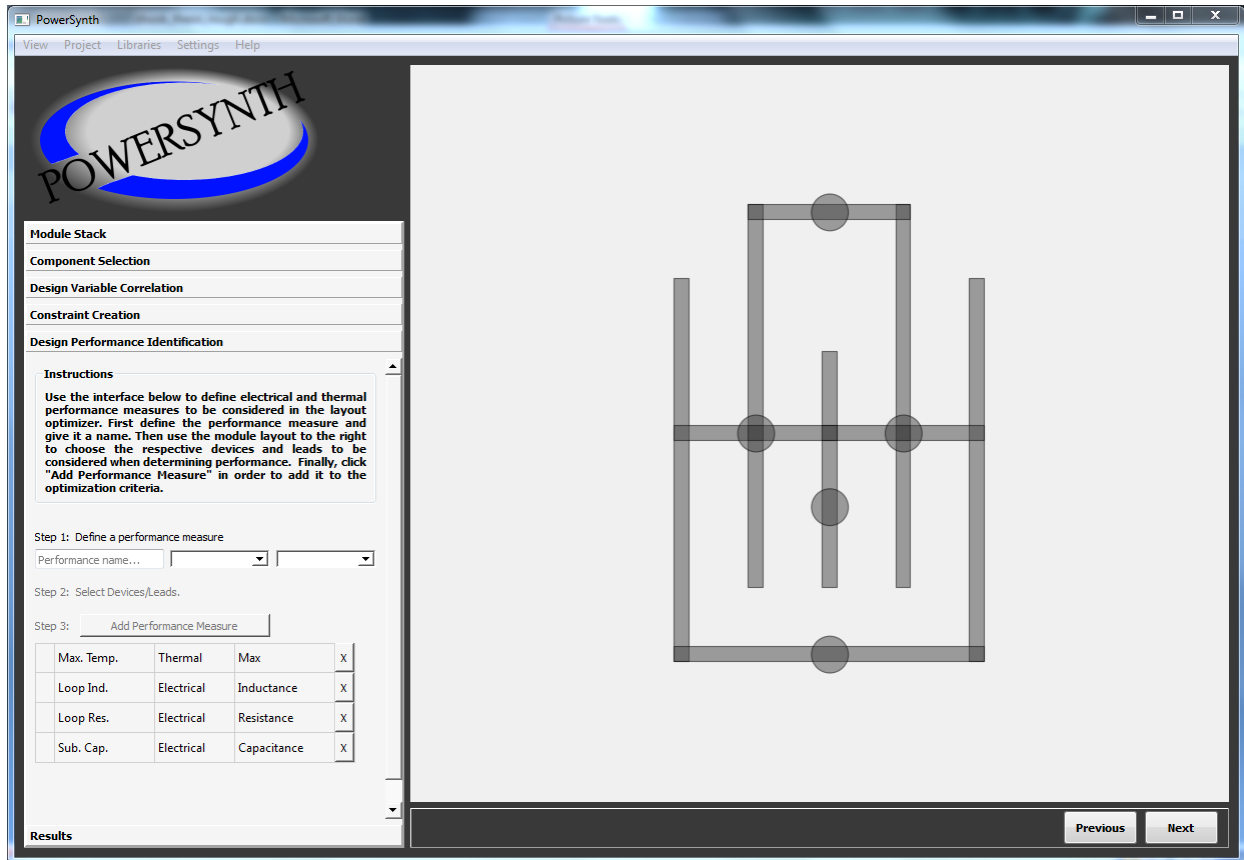 PowerSynth
View Project Libraries Settings Help
POWERSYNTH
Module Stack
Component Selection
Design Variable Correlation
Constraint Creation
Design Performance Identification
Instructions
Use the interface below to define electrical and thermal
performance measures to be considered in the layout
optimizer. First define the performance measure and
give it a name. Then use the module layout to the right
to choose the respective devices and leads to be
considered when determining performance. Finally, click
"Add Performance Measure" in order to add it to the
optimization criteria.
Step 1: Define a performance measure
Performance name...
Step 2: Select Devices/Leads.
Step 3: Add Performance Measure
Max. Temp. Thermal Max X
Loop Ind. Electrical Inductance X
Loop Res. Electrical Resistance X
Sub. Cap. Electrical Capacitance X
Results
Previous Next